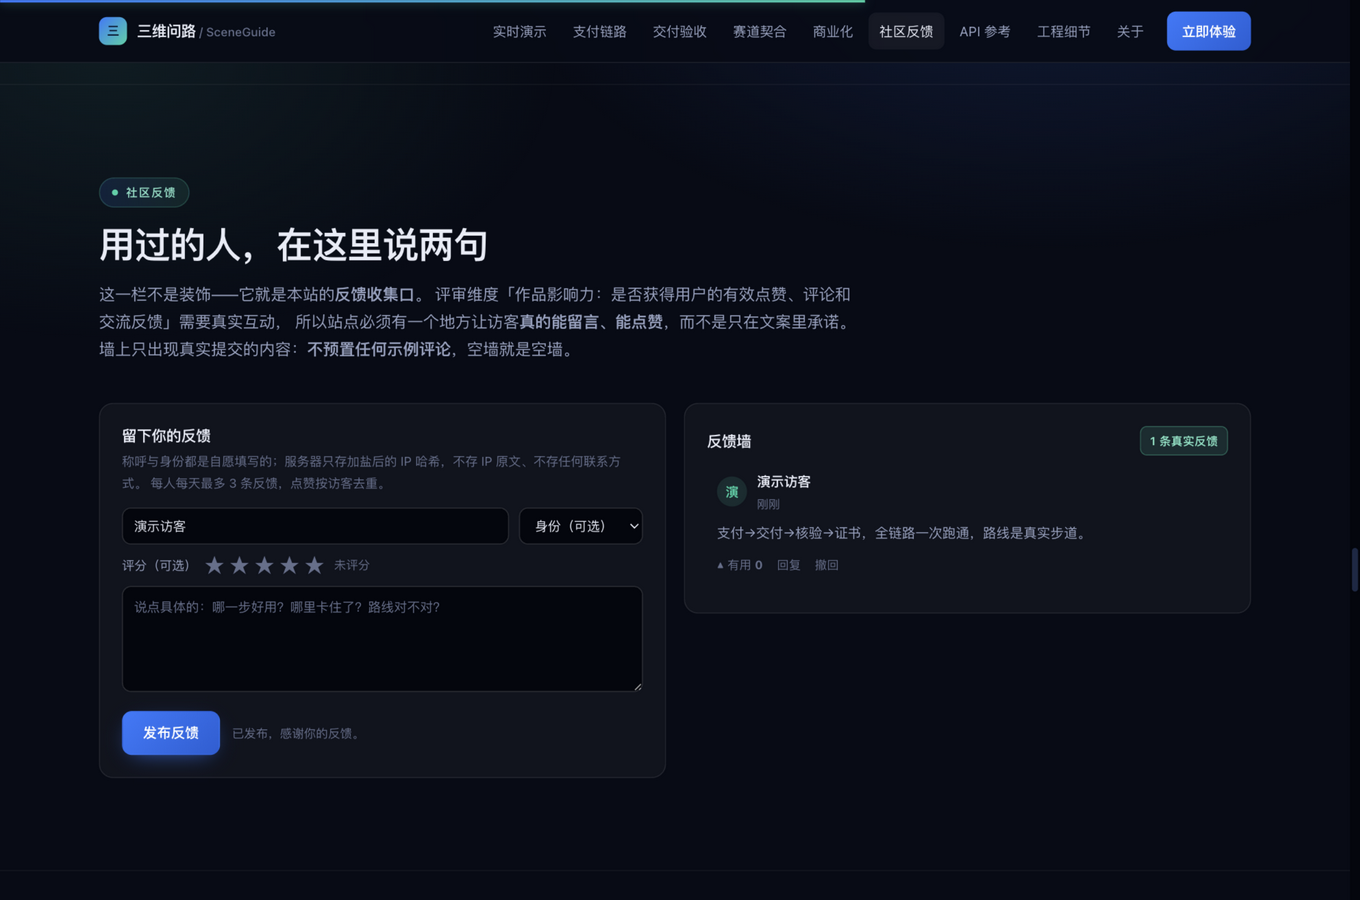 三 三维问路 / SceneGuide 实时演示 支付链路 交付验收 赛道契合 商业化 社区反馈 API 参考 工程细节 关于 立即体验
社区反馈
用过的人，在这里说两句
这一栏不是装饰——它就是本站的反馈收集口。 评审维度「作品影响力：是否获得用户的有效点赞、评论和
交流反馈」需要真实互动， 所以站点必须有一个地方让访客真的能留言、能点赞，而不是只在文案里承诺。
墙上只出现真实提交的内容：不预置任何示例评论，空墙就是空墙。
留下你的反馈
称呼与身份都是自愿填写的；服务器只存加盐后的 IP 哈希，不存 IP 原文、不存任何联系方
式。 每人每天最多 3 条反馈，点赞按访客去重。
演示访客 身份（可选）
评分（可选） ★ ★ ★ ★ ★ 未评分
说点具体的：哪一步好用？哪里卡住了？路线对不对？
发布反馈 已发布，感谢你的反馈。
反馈墙 1 条真实反馈
演 演示访客
刚刚
支付→交付→核验→证书，全链路一次跑通，路线是真实步道。
▲ 有用 0 回复 撤回